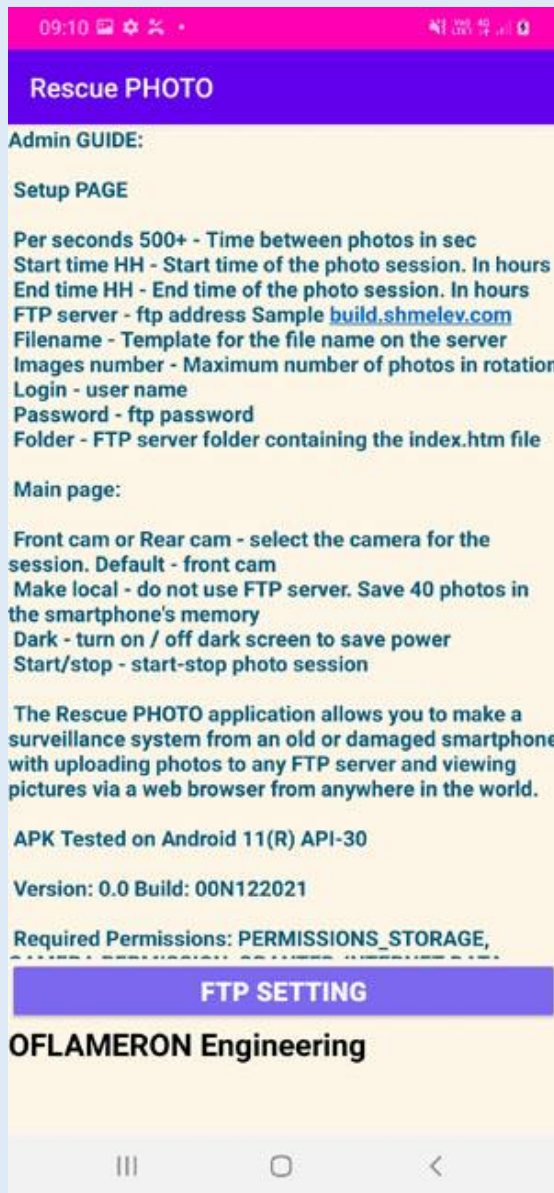 09:10
Rescue PHOTO
Admin GUIDE:
Setup PAGE
Per seconds 500+ - Time between photos in sec
Start time HH - Start time of the photo session. In hours
End time HH - End time of the photo session. In hours
FTP server - ftp address Sample build.shmelev.com
Filename - Template for the file name on the server
Images number - Maximum number of photos in rotation
Login - user name
Password - ftp password
Folder - FTP server folder containing the index.htm file
Main page:
Front cam or Rear cam - select the camera for the
session. Default - front cam
Make local - do not use FTP server. Save 40 photos in
the smartphone's memory
Dark - turn on / off dark screen to save power
Start/stop - start-stop photo session
The Rescue PHOTO application allows you to make a
surveillance system from an old or damaged smartphone
with uploading photos to any FTP server and viewing
pictures via a web browser from anywhere in the world.
APK Tested on Android 11(R) API-30
Version: 0.0 Build: 00N122021
Required Permissions: PERMISSIONS_STORAGE,
FTP SETTING
OFLAMERON Engineering